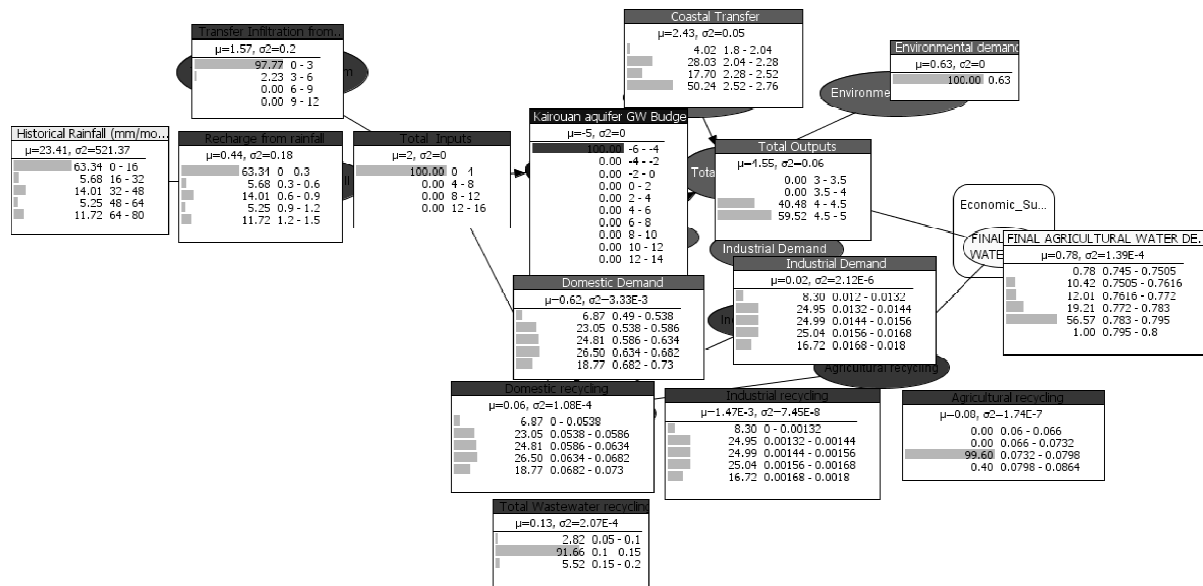 Transfer Infiltration from...
μ=1.57, σ2=0.2
97.77 0 - 3
2.23 3 - 6
0.00 6 - 9
0.00 9 - 12
m
Coastal Transfer
μ=2.43, σ2=0.05
4.02 1.8 - 2.04
28.03 2.04 - 2.28
17.70 2.28 - 2.52
50.24 2.52 - 2.76
Environmental demand
μ=0.63, σ2=0
100.00 0.63
Environme
Historical Rainfall (mm/mo...
μ=23.41, σ2=521.37
63.34 0 - 16
5.68 16 - 32
14.01 32 - 48
5.25 48 - 64
11.72 64 - 80
Recharge from rainfall
μ=0.44, σ2=0.18
63.34 0 - 0.3
5.68 0.3 - 0.6
14.01 0.6 - 0.9
5.25 0.9 - 1.2
11.72 1.2 - 1.5
ll
Total Inputs
μ=2, σ2=0
100.00 0 - 4
0.00 4 - 8
0.00 8 - 12
0.00 12 - 16
Kairouan aquifer GW Budge
μ=-5, σ2=0
100.00 -6 - -4
0.00 -4 - -2
0.00 -2 - 0
0.00 0 - 2
0.00 2 - 4
0.00 4 - 6
0.00 6 - 8
0.00 8 - 10
0.00 10 - 12
0.00 12 - 14
Tota
Total Outputs
μ=4.55, σ2=0.06
0.00 3 - 3.5
0.00 3.5 - 4
40.48 4 - 4.5
59.52 4.5 - 5
Economic_Su...
FINAL
WATER
FINAL AGRICULTURAL WATER DE...
μ=0.78, σ2=1.39E-4
0.78 0.745 - 0.7505
10.42 0.7505 - 0.7616
12.01 0.7616 - 0.772
19.21 0.772 - 0.783
56.57 0.783 - 0.795
1.00 0.795 - 0.8
Industrial Demand
Industrial Demand
μ=0.02, σ2=2.12E-6
8.30 0.012 - 0.0132
24.95 0.0132 - 0.0144
24.99 0.0144 - 0.0156
25.04 0.0156 - 0.0168
16.72 0.0168 - 0.018
Domestic Demand
μ=0.62, σ2=3.33E-3
6.87 0.49 - 0.538
23.05 0.538 - 0.586
24.81 0.586 - 0.634
26.50 0.634 - 0.682
18.77 0.682 - 0.73
Agricultural recycling
Domestic recycling
μ=0.06, σ2=1.08E-4
6.87 0 - 0.0538
23.05 0.0538 - 0.0586
24.81 0.0586 - 0.0634
26.50 0.0634 - 0.0682
18.77 0.0682 - 0.073
Industrial recycling
μ=1.47E-3, σ2=7.45E-8
8.30 0 - 0.00132
24.95 0.00132 - 0.00144
24.99 0.00144 - 0.00156
25.04 0.00156 - 0.00168
16.72 0.00168 - 0.0018
Agricultural recycling
μ=0.08, σ2=1.74E-7
0.00 0.06 - 0.066
0.00 0.066 - 0.0732
99.60 0.0732 - 0.0798
0.40 0.0798 - 0.0864
Total Wastewater recycling
μ=0.13, σ2=2.07E-4
2.82 0.05 - 0.1
91.66 0.1 0.15
5.52 0.15 - 0.2